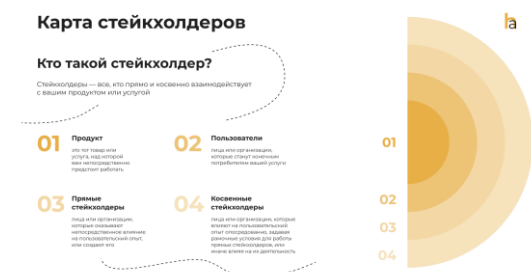 Карта стейкхолдеров
ha
Кто такой стейкхолдер?
Стейкхолдеры — все, кто прямо и косвенно взаимодействует
с вашим продуктом или услугой
01 Продукт
это тот товар или
услуга, над которой
вам непосредственно
предстоит работать
02 Пользователи
лица или организации,
которые станут конечным
потребителем вашей услуги
03 Прямые
стейкхолдеры
лица или организации,
которые оказывают
непосредственное влияние
на пользовательский опыт,
или создают его
04 Косвенные
стейкхолдеры
лица или организации, которые
влияют на пользовательский
опыт опосредованно, задавая
рамочные условия для работы
прямых стейкхолдеров, или
иначе влияя на их деятельность
01
02
03
04